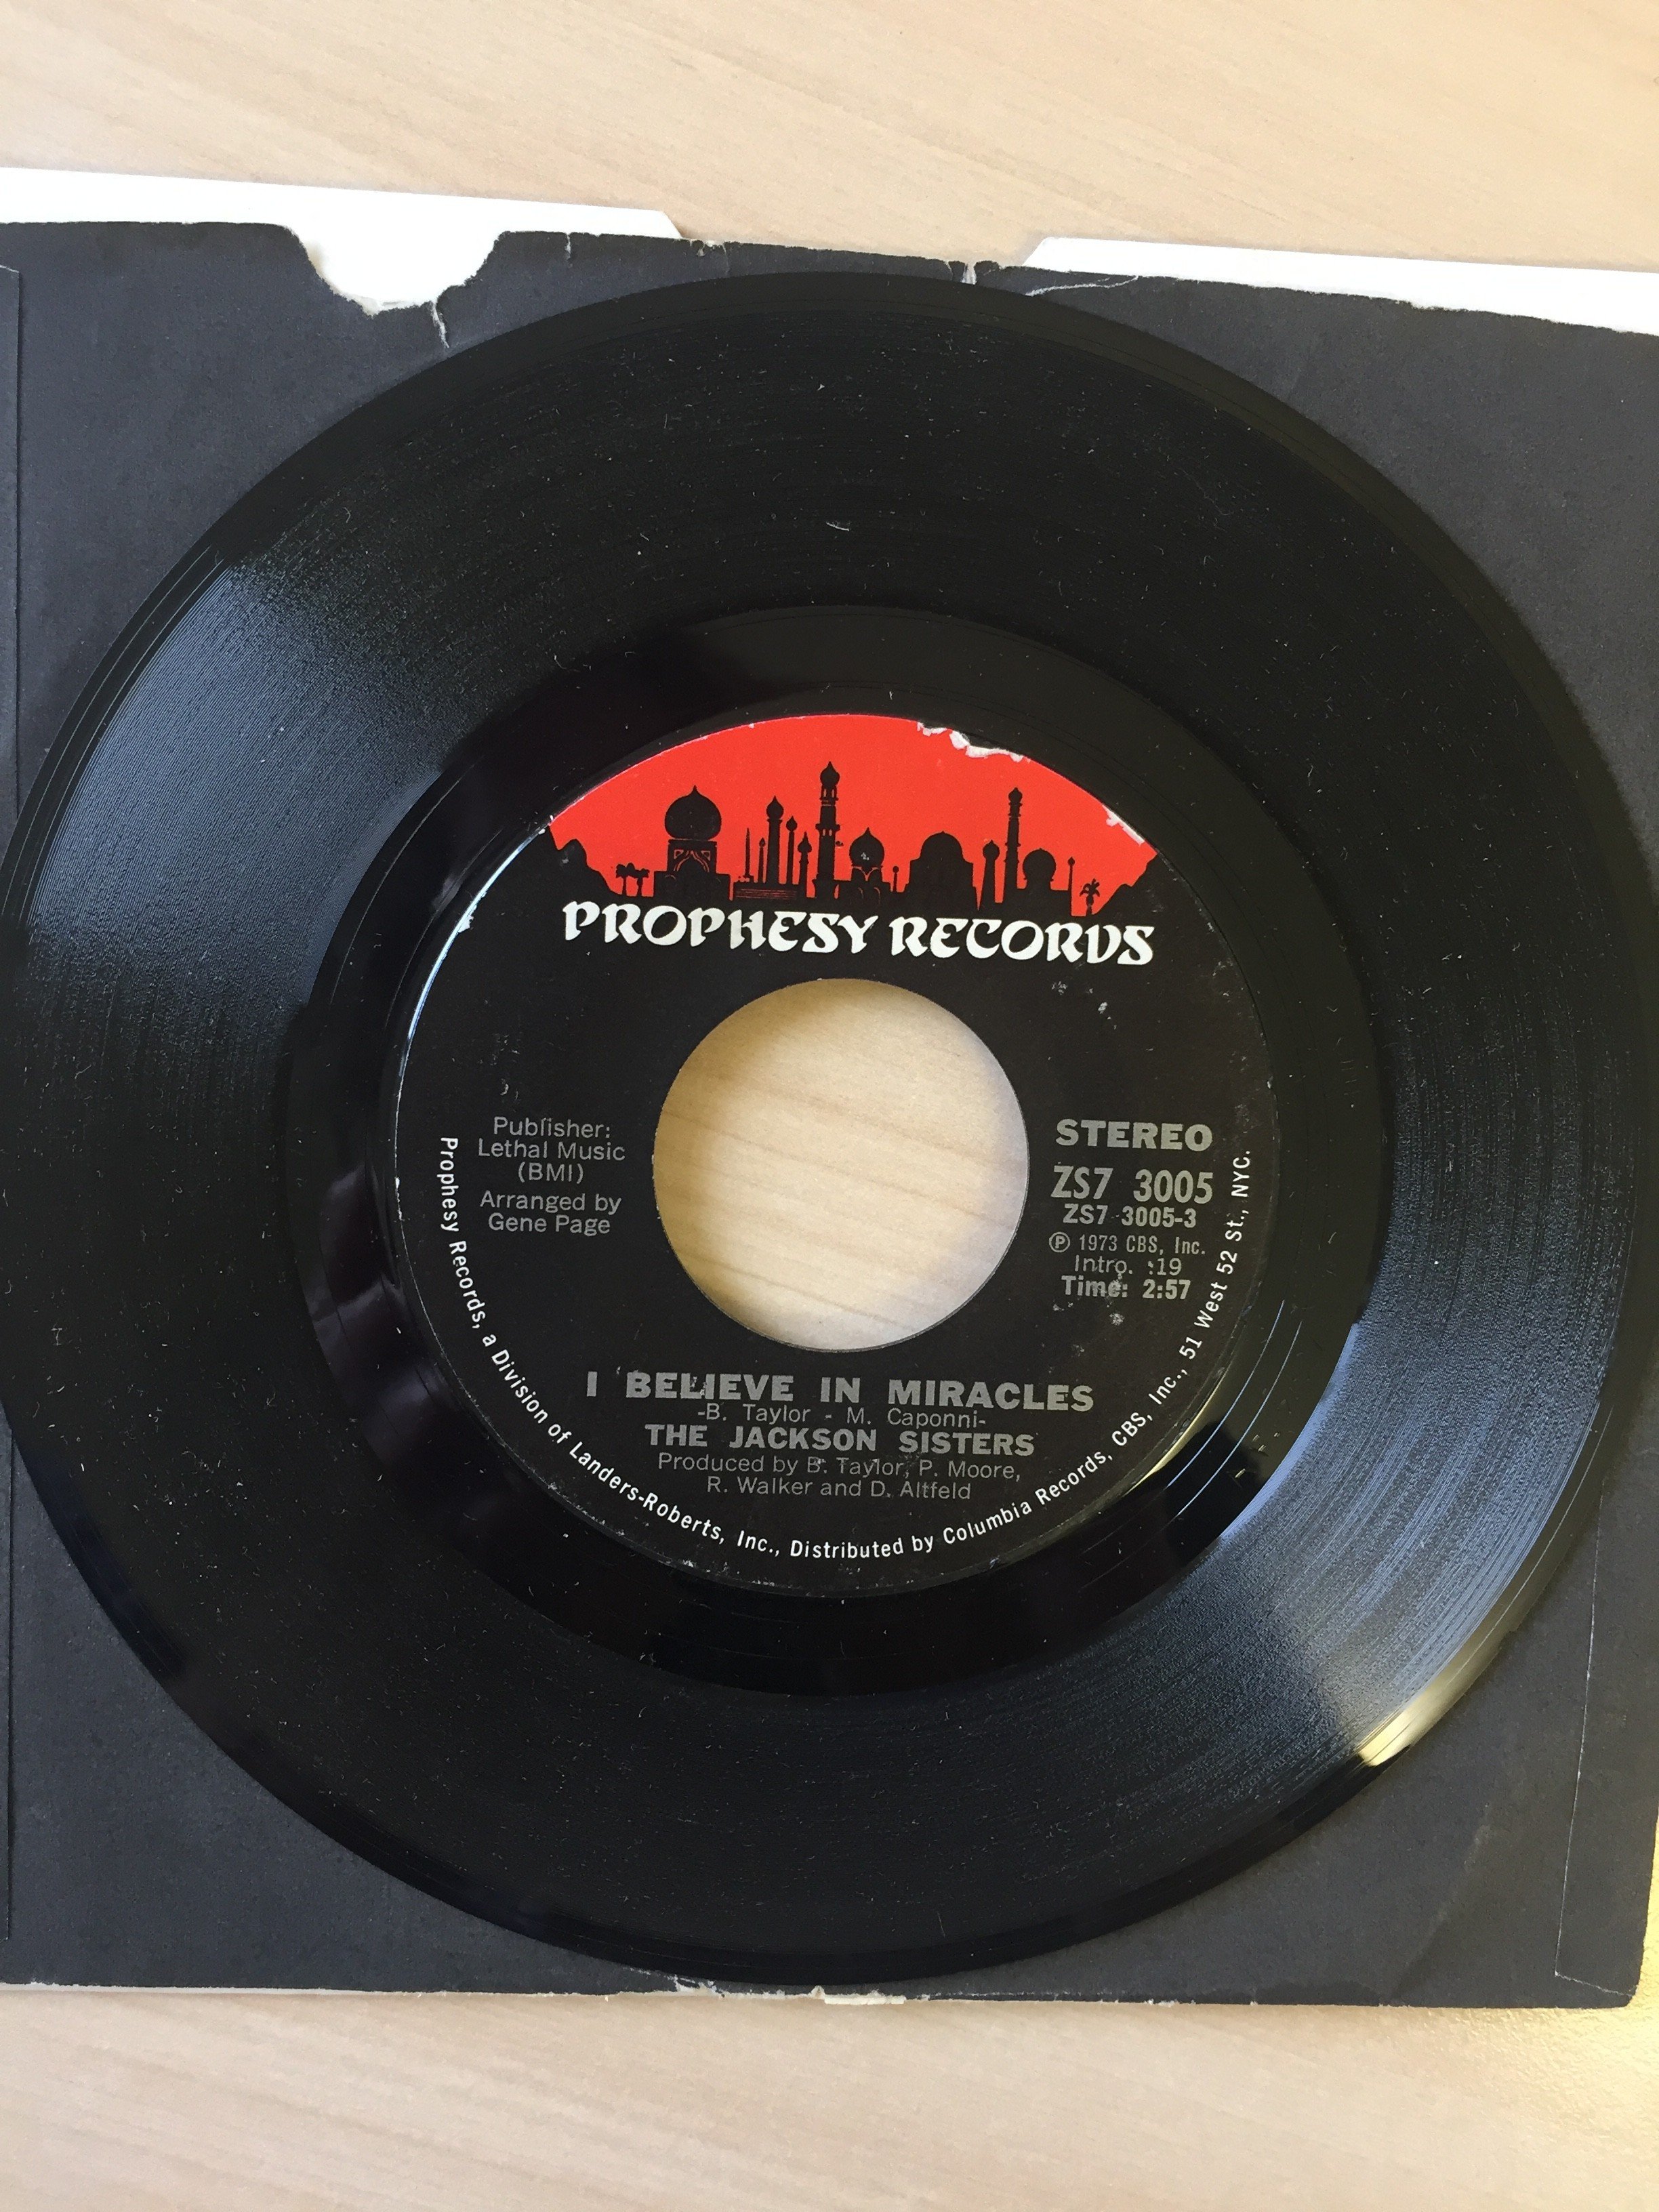 PROPHESY RECORDS
Publisher:
Lethal Music
(BMI)
Arranged by
Gene Page
STEREO
ZS7 3005
ZS7 3005-3
℗ 1973 CBS, Inc.
Intro. :19
Time: 2:57
I BELIEVE IN MIRACLES
-B. Taylor - M. Caponni-
THE JACKSON SISTERS
Produced by B. Taylor, P. Moore,
R. Walker and D. Altfeld
Prophesy Records, a Division of Landers-Roberts, Inc., Distributed by Columbia Records, CBS, Inc., 51 West 52 St., NYC.